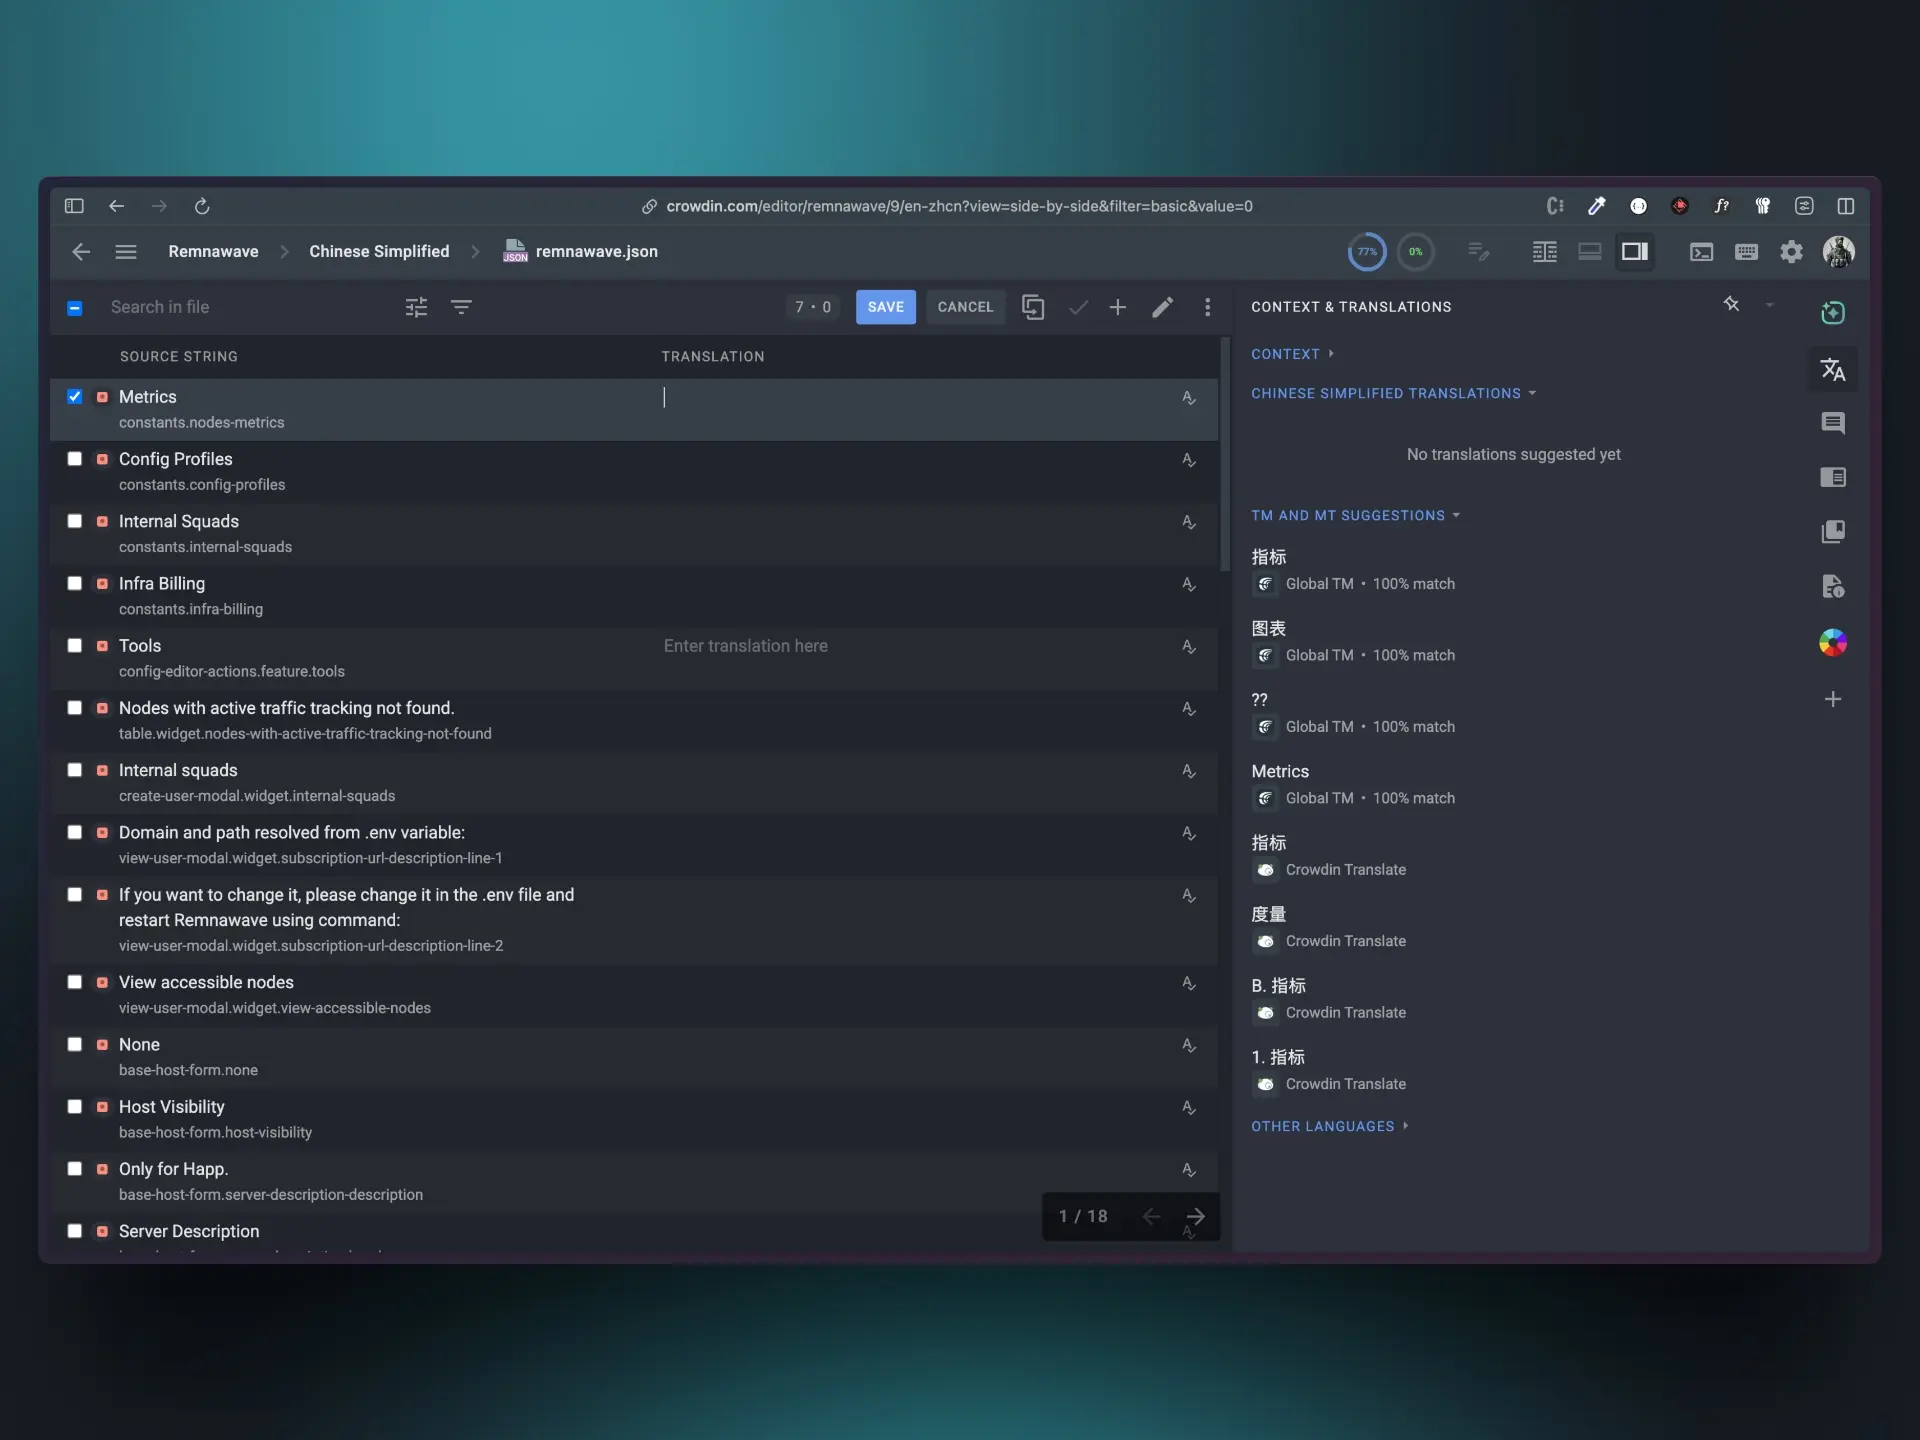 crowdin.com/editor/remnawave/9/en-zhcn?view=side-by-side&filter=basic&value=0
Remnawave
Chinese Simplified
JSON
remnawave.json
77%
0%
Search in file
7 • 0
SAVE
CANCEL
SOURCE STRING
TRANSLATION
Metrics
constants.nodes-metrics
Config Profiles
constants.config-profiles
Internal Squads
constants.internal-squads
Infra Billing
constants.infra-billing
Tools
Enter translation here
config-editor-actions.feature.tools
Nodes with active traffic tracking not found.
table.widget.nodes-with-active-traffic-tracking-not-found
Internal squads
create-user-modal.widget.internal-squads
Domain and path resolved from .env variable:
view-user-modal.widget.subscription-url-description-line-1
If you want to change it, please change it in the .env file and
restart Remnawave using command:
view-user-modal.widget.subscription-url-description-line-2
View accessible nodes
view-user-modal.widget.view-accessible-nodes
None
base-host-form.none
Host Visibility
base-host-form.host-visibility
Only for Happ.
base-host-form.server-description-description
Server Description
1 / 18
CONTEXT & TRANSLATIONS
CONTEXT
CHINESE SIMPLIFIED TRANSLATIONS
No translations suggested yet
TM AND MT SUGGESTIONS
指标
Global TM • 100% match
图表
Global TM • 100% match
??
Global TM • 100% match
Metrics
Global TM • 100% match
指标
Crowdin Translate
度量
Crowdin Translate
B. 指标
Crowdin Translate
1. 指标
Crowdin Translate
OTHER LANGUAGES